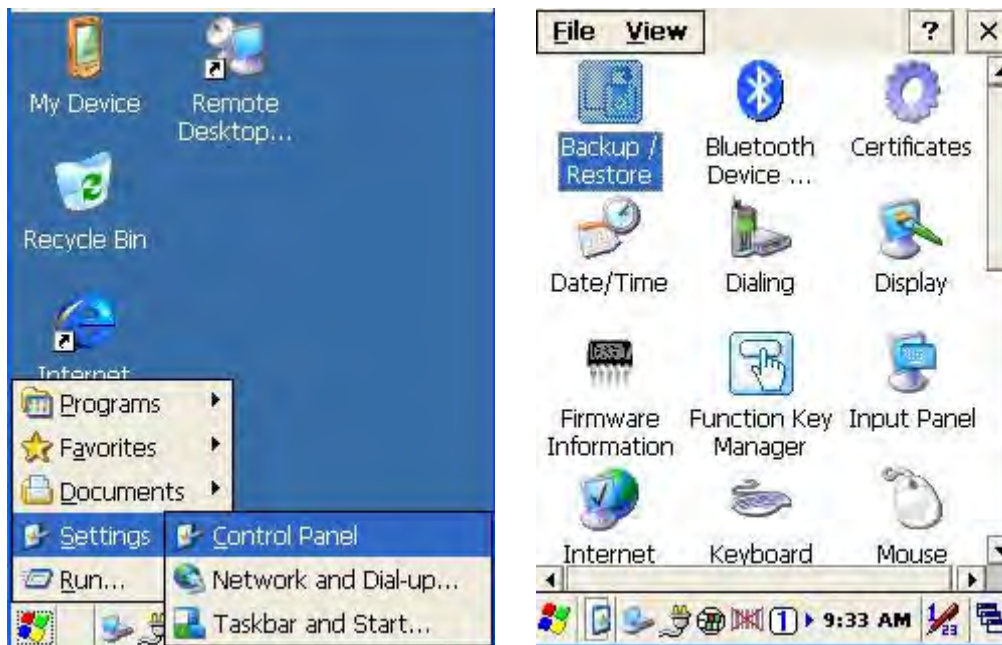 My Device
Remote
Desktop...
Recycle Bin
Internet
Programs
Favorites
Documents
Settings
Control Panel
Run...
Network and Dial-up...
Taskbar and Start...
File View ? ×
Backup /
Restore
Bluetooth
Device ...
Certificates
Date/Time
Dialing
Display
Firmware
Information
Function Key
Manager
Input Panel
Internet
Keyboard
Mouse
1 9:33 AM